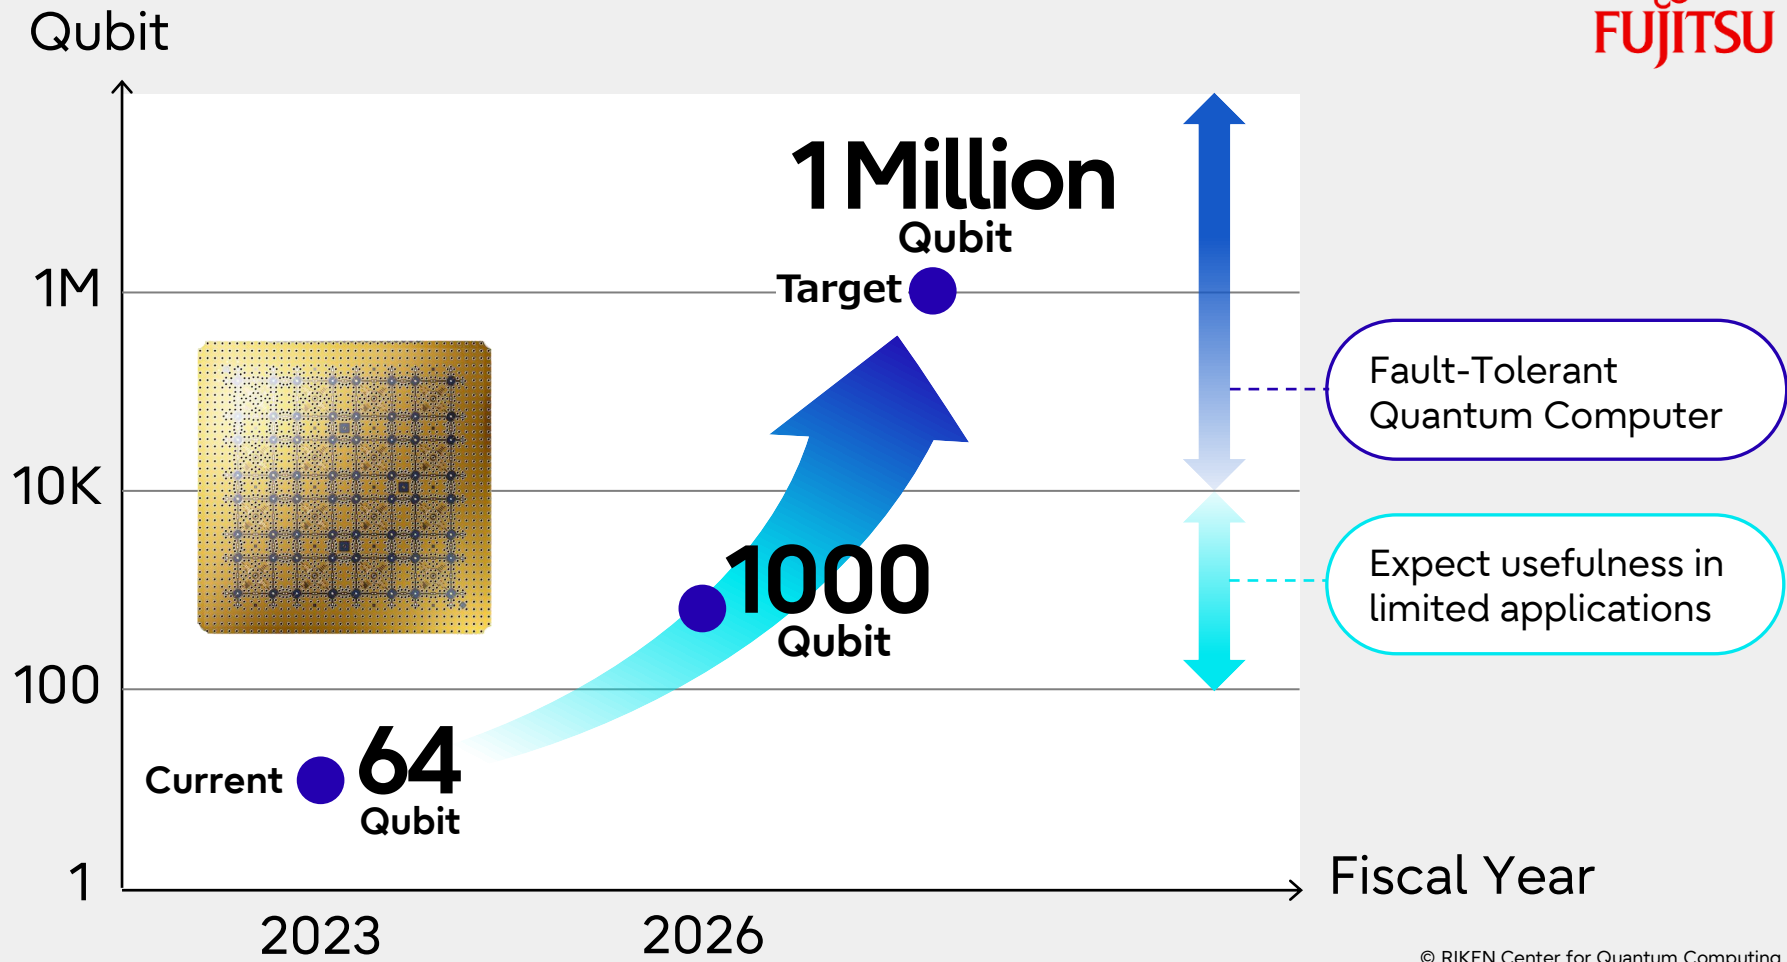 Qubit
FUJITSU
1 Million
Qubit
1M
Target
Fault-Tolerant
Quantum Computer
10K
1000
Qubit
Expect usefulness in
limited applications
100
Current
64
Qubit
1
Fiscal Year
2023
2026
© RIKEN Center for Quantum Computing